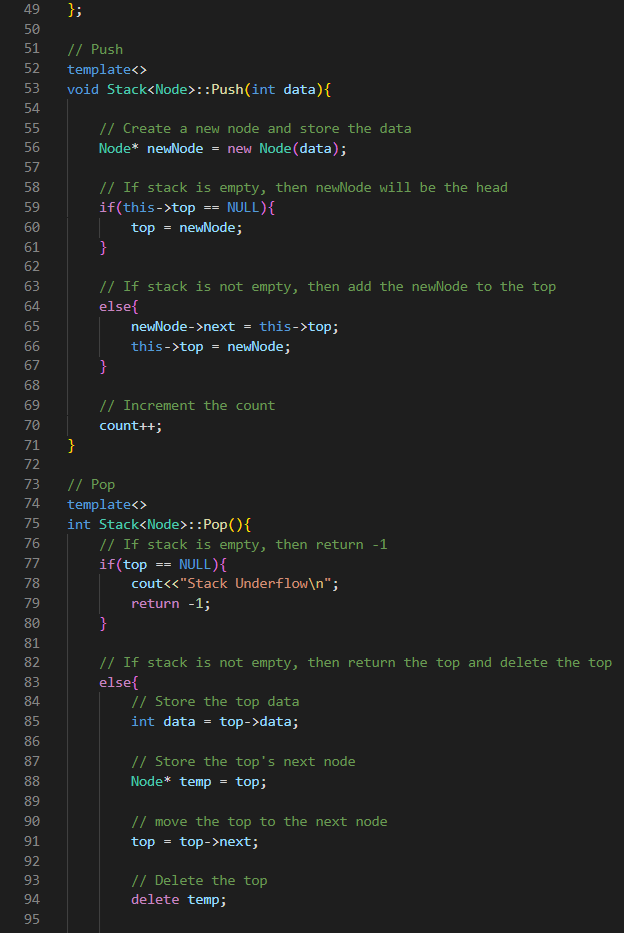 49 };
50
51 // Push
52 template<>
53 void Stack<Node>::Push(int data){
54
55     // Create a new node and store the data
56     Node* newNode = new Node(data);
57
58     // If stack is empty, then newNode will be the head
59     if(this->top == NULL){
60         top = newNode;
61     }
62
63     // If stack is not empty, then add the newNode to the top
64     else{
65         newNode->next = this->top;
66         this->top = newNode;
67     }
68
69     // Increment the count
70     count++;
71 }
72
73 // Pop
74 template<>
75 int Stack<Node>::Pop(){
76     // If stack is empty, then return -1
77     if(top == NULL){
78         cout<<"Stack Underflow\n";
79         return -1;
80     }
81
82     // If stack is not empty, then return the top and delete the top
83     else{
84         // Store the top data
85         int data = top->data;
86
87         // Store the top's next node
88         Node* temp = top;
89
90         // move the top to the next node
91         top = top->next;
92
93         // Delete the top
94         delete temp;
95